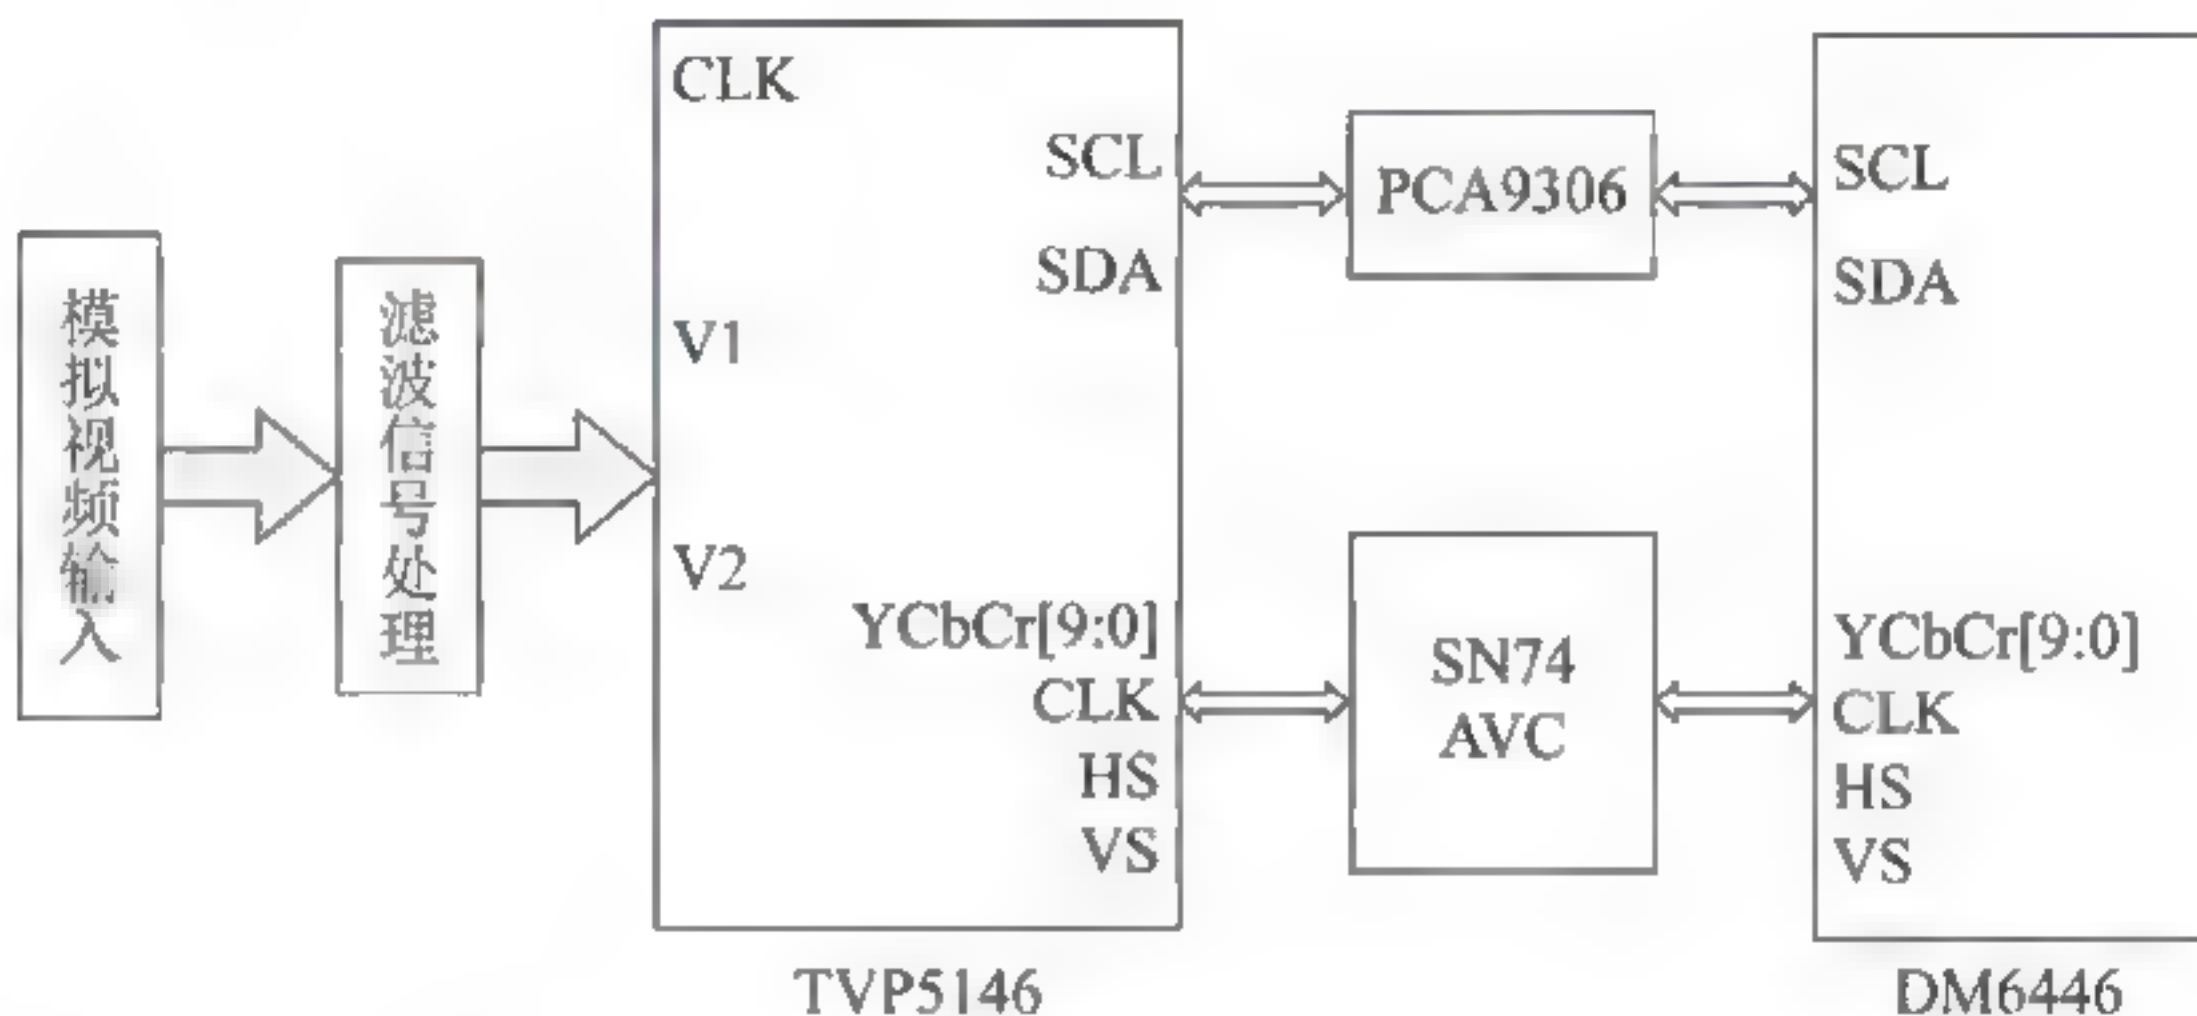 模拟视频输入
滤波信号处理
CLK
V1
V2
SCL
SDA
YCbCr[9:0]
CLK
HS
VS
TVP5146
PCA9306
SN74
AVC
SCL
SDA
YCbCr[9:0]
CLK
HS
VS
DM6446